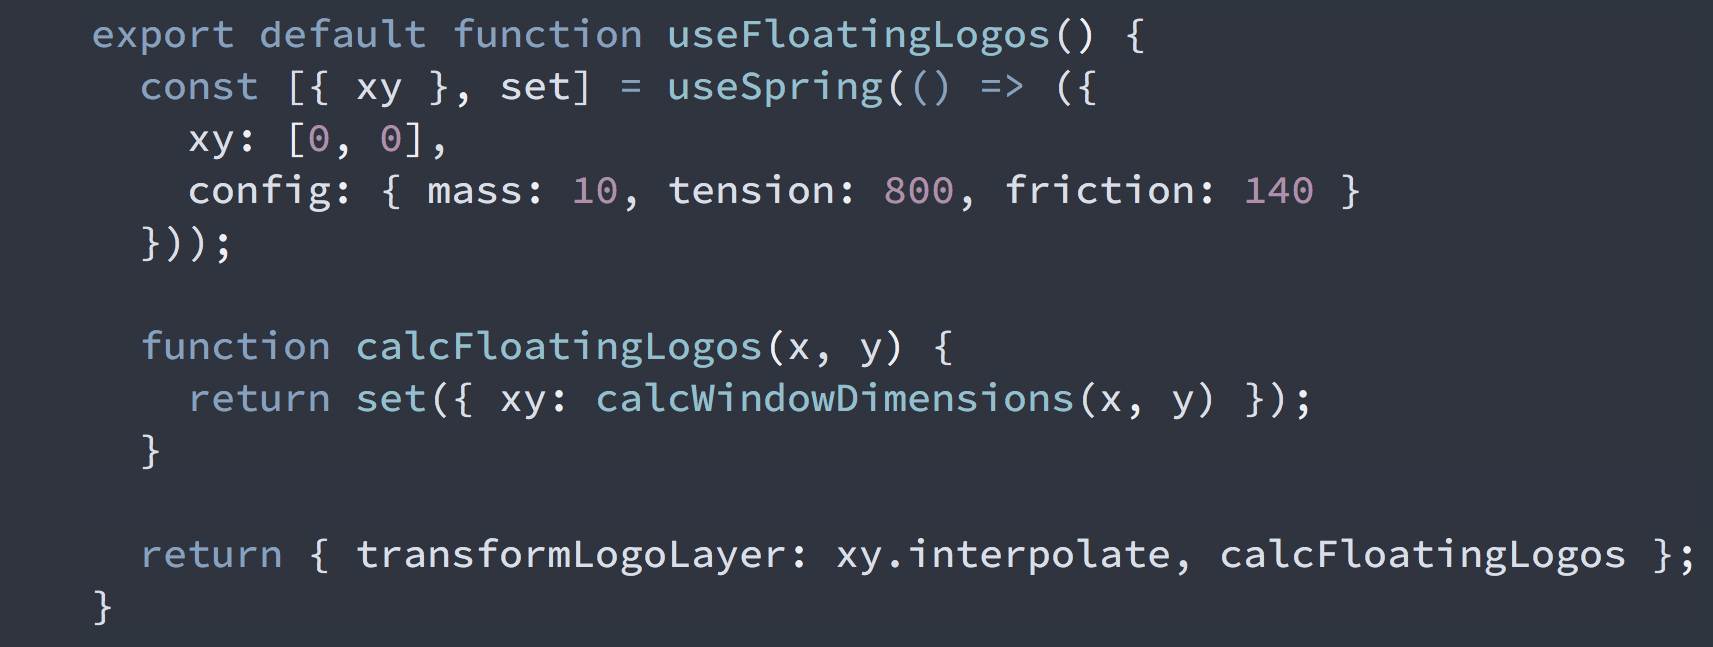 export default function useFloatingLogos() {
  const [{ xy }, set] = useSpring(() => ({
    xy: [0, 0],
    config: { mass: 10, tension: 800, friction: 140 }
  }));

  function calcFloatingLogos(x, y) {
    return set({ xy: calcWindowDimensions(x, y) });
  }

  return { transformLogoLayer: xy.interpolate, calcFloatingLogos };
}